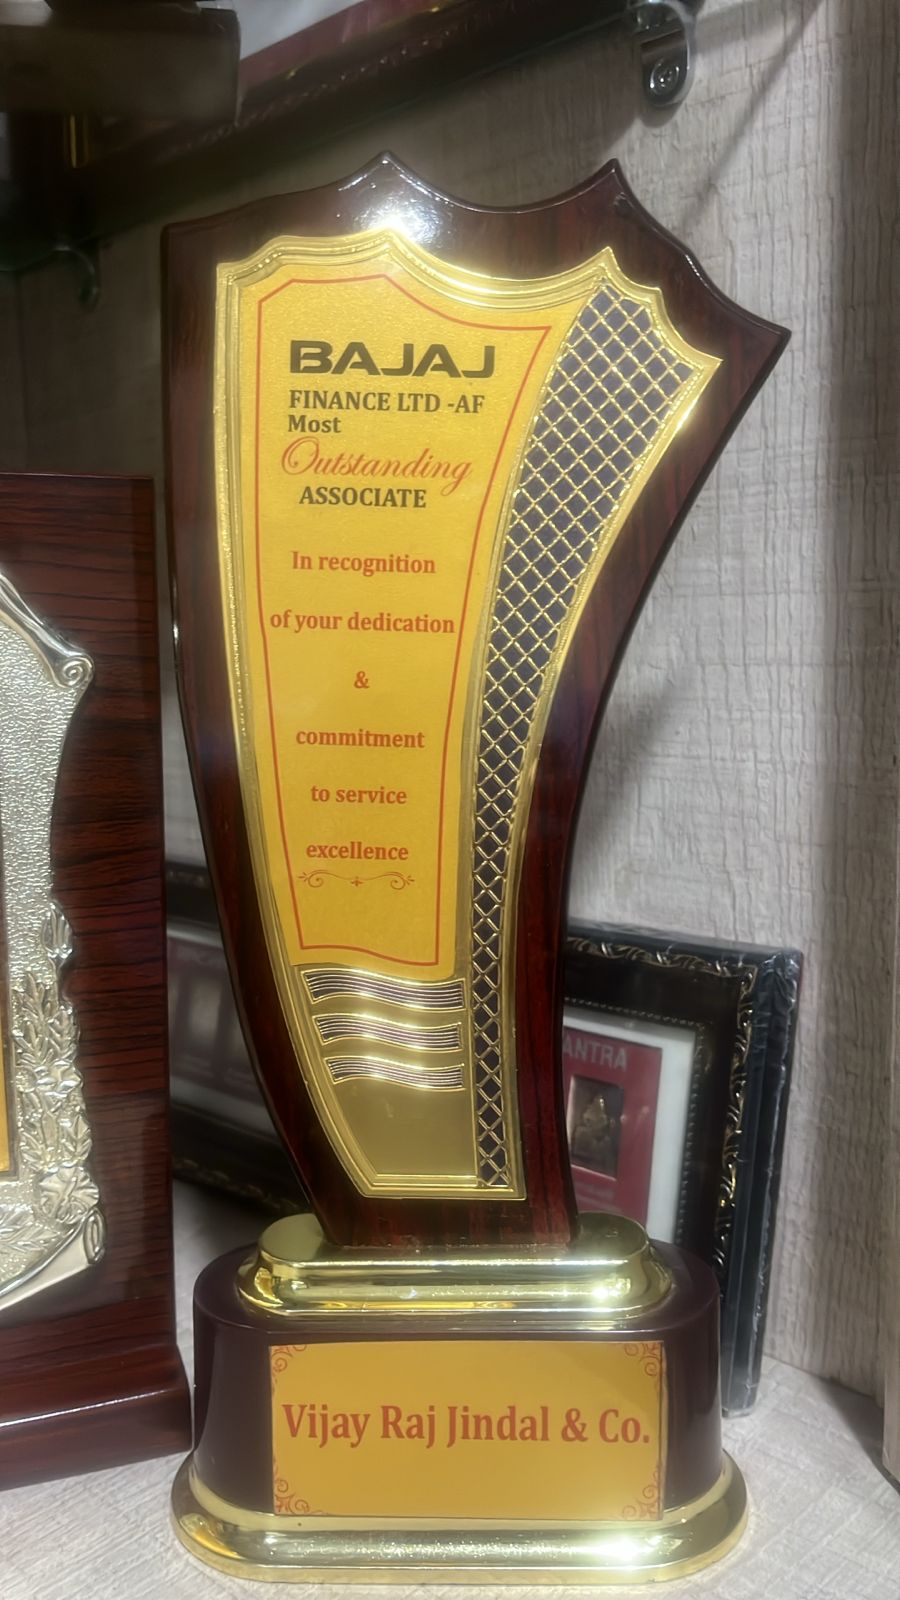 BAJAJ
FINANCE LTD -AF
Most
Outstanding
ASSOCIATE
In recognition
of your dedication
&
commitment
to service
excellence
Vijay Raj Jindal & Co.